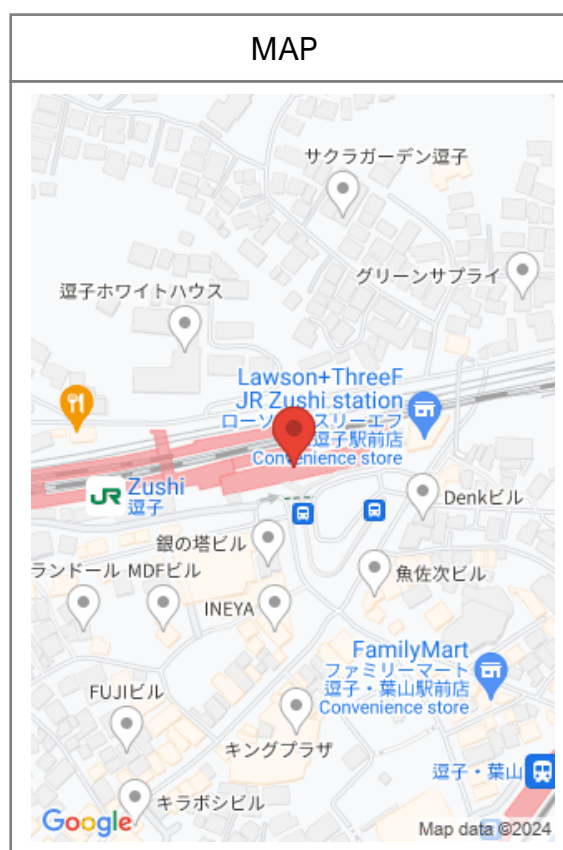 MAP
サクラガーデン逗子
グリーンサプライ
逗子ホワイトハウス
Lawson+ThreeF
JR Zushi station
ローソ スリーエフ
逗子駅前店
Convenience store
JR
Zushi
逗子
Denkビル
銀の塔ビル
ランドール MDFビル
魚佐次ビル
INEYA
FamilyMart
ファミリーマート
逗子・葉山駅前店
Convenience store
FUJIビル
キングプラザ
逗子・葉山
キラボシビル
Google
Map data ©2024